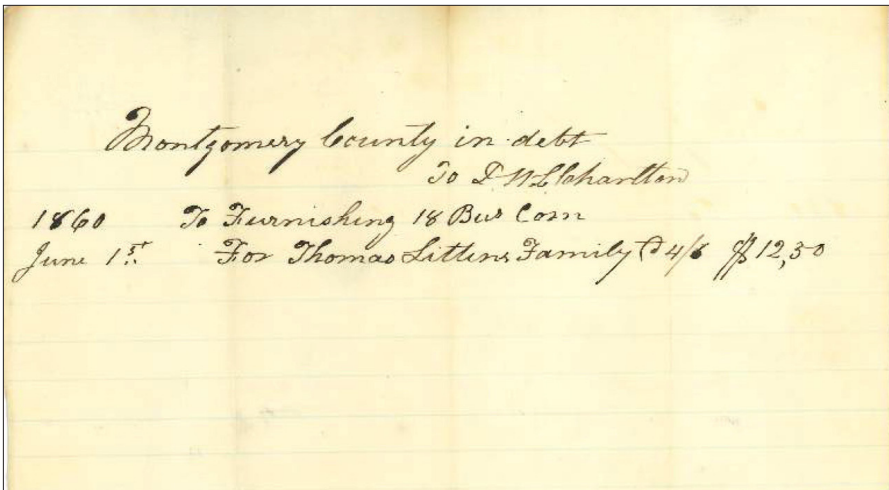 Montgomery County in debt
To Charlton
1860 To Furnishing 18 Bus Corn
June 1st For Thomas Littens Family @ 4/ $12,50